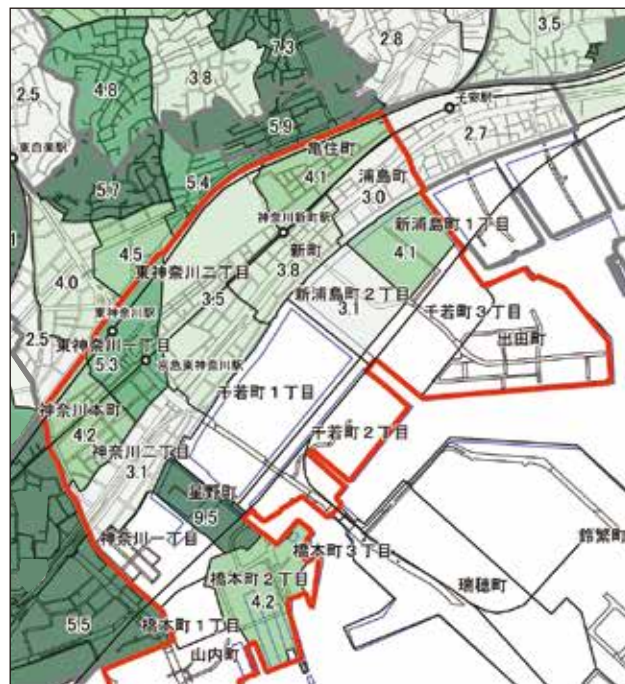 3.5
7.3
2.8
2.5
4.8
3.8
子安駅
5.9
2.7
東白楽駅
亀住町
4.1
浦島町
5.7
5.4
3.0
神奈川新町駅
新浦島町1丁目
4.5
新町
4.1
東神奈川二丁目
3.8
4.0
3.5
新浦島町2丁目
3.1
千若町3丁目
出田町
東神奈川駅
2.5
東神奈川一丁目
5.3
京急東神奈川駅
千若町1丁目
神奈川本町
4.2
千若町2丁目
神奈川二丁目
3.1
星野町
9.5
神奈川一丁目
橋本町3丁目
鈴繁町
橋本町2丁目
瑞穂町
4.2
5.5
橋本町1丁目
山内町